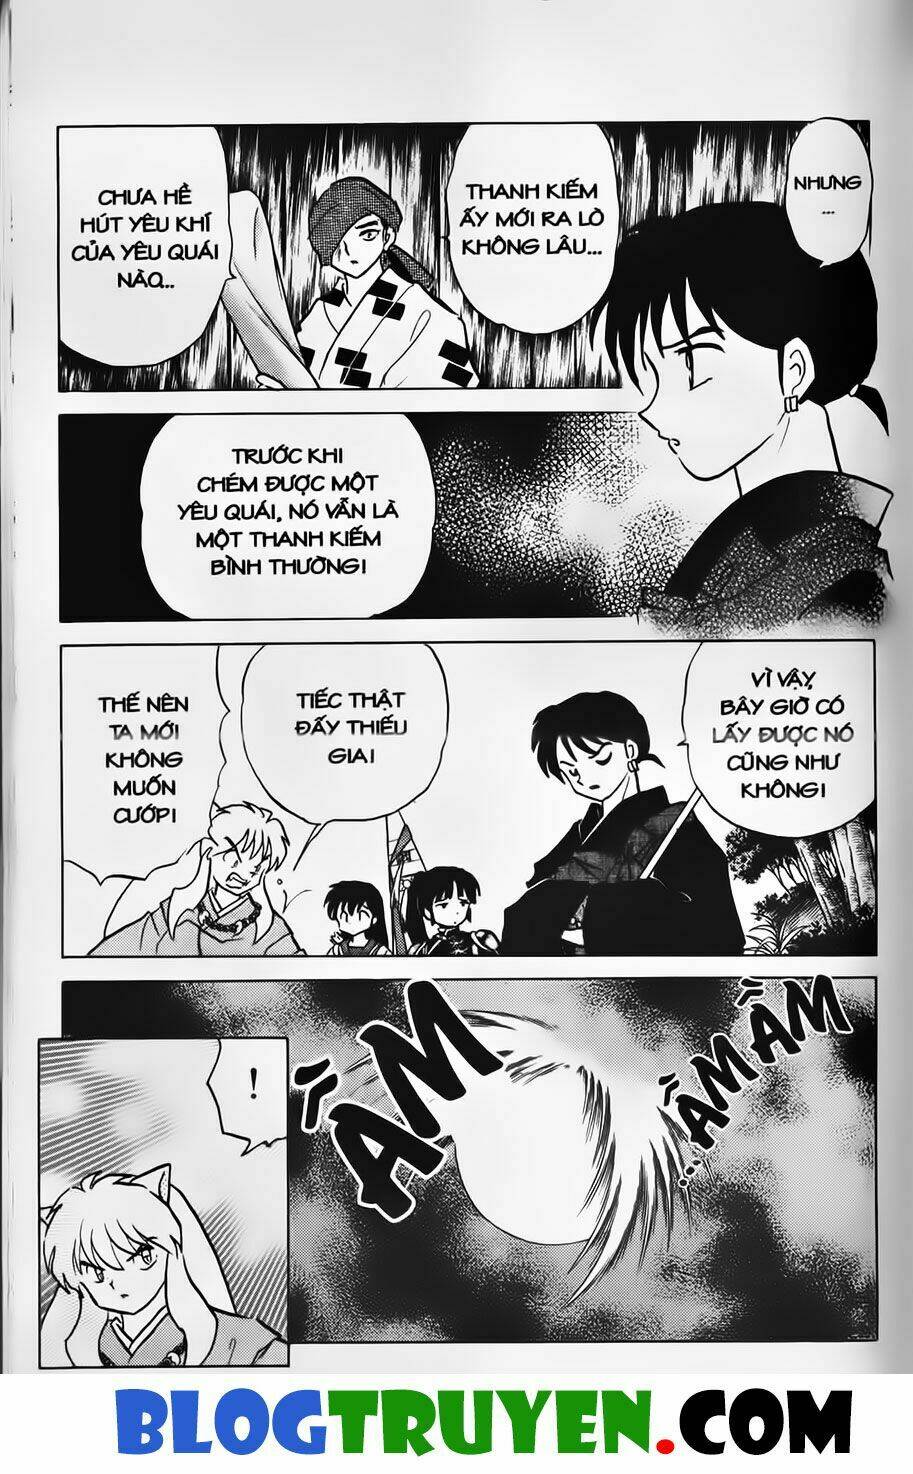 NHƯNG
...
THANH KIẾM
ẤY MỚI RA LÒ
KHÔNG LÂU...
CHƯA HỀ
HÚT YÊU KHÍ
CỦA YÊU QUÁI
NÀO...
TRƯỚC KHI
CHÉM ĐƯỢC MỘT
YÊU QUÁI, NÓ VẪN LÀ
MỘT THANH KIẾM
BÌNH THƯỜNG!
VÌ VẬY,
BÂY GIỜ CÓ
LẤY ĐƯỢC NÓ
CŨNG NHƯ
KHÔNG!
TIẾC THẬT
ĐẤY THIẾU
GIA!
THẾ NÊN
TA MỚI
KHÔNG
MUỐN
CƯỚP!
ẦM ẦM
...
ẦM
!
BLOGTRUYEN.COM